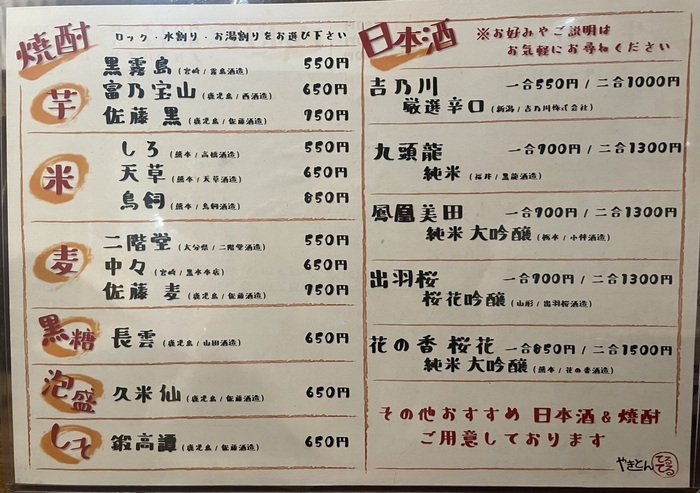 焼酎
ロック・水割り・お湯割りをお選び下さい
芋
黒霧島(宮崎/霧島酒造) 550円
富乃宝山(鹿児島/西酒造) 650円
佐藤 黒(鹿児島/佐藤酒造) 750円
米
しろ(熊本/高橋酒造) 550円
天草(熊本/天草酒造) 650円
鳥飼(熊本/鳥飼酒造) 850円
麦
二階堂(大分県/二階堂酒造) 550円
中々(宮崎/黒木本店) 650円
佐藤 麦(鹿児島/佐藤酒造) 750円
黒糖
長雲(鹿児島/山田酒造) 650円
泡盛
久米仙(鹿児島/佐藤酒造) 650円
しそ
鍛高譚(鹿児島/佐藤酒造) 650円
日本酒
※お好みやご説明は
お気軽にお尋ねください
吉乃川 一合550円/二合1000円
厳選辛口(新潟/吉乃川株式会社)
九頭龍 一合700円/二合1300円
純米(福井/黒龍酒造)
鳳凰美田 一合700円/二合1300円
純米大吟醸(栃木/小林酒造)
出羽桜 一合700円/二合1300円
桜花吟醸(山形/出羽桜酒造)
花の香 桜花 一合850円/二合1500円
純米大吟醸(熊本/花の香酒造)
その他おすすめ 日本酒&焼酎
ご用意しております
やきとん てるてる